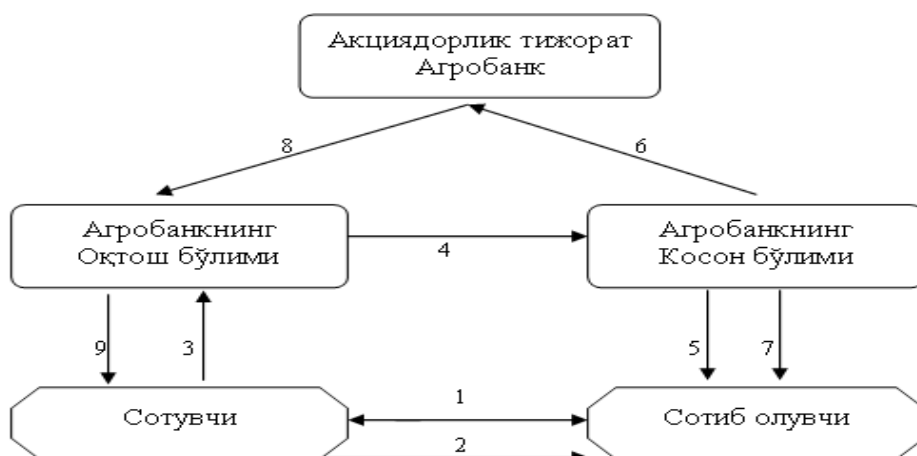 Акциядорлик тижорат
Агробанк
8
6
Агробанкнинг
Оқтош бўлими
4
Агробанкнинг
Косон бўлими
9
3
5
7
Сотувчи
1
Сотиб олувчи
2